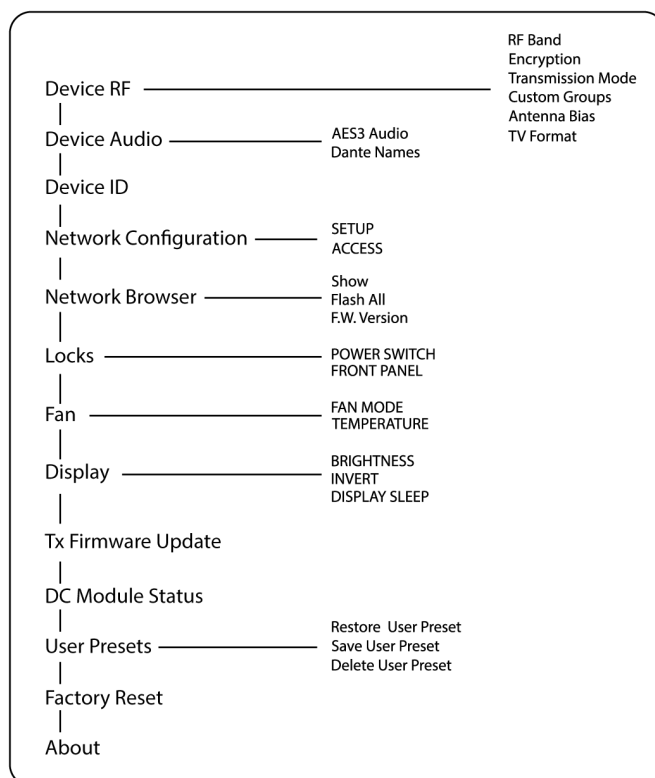 Device RF
RF Band
Encryption
Transmission Mode
Custom Groups
Antenna Bias
TV Format
Device Audio
AES3 Audio
Dante Names
Device ID
Network Configuration
SETUP
ACCESS
Network Browser
Show
Flash All
F.W. Version
Locks
POWER SWITCH
FRONT PANEL
Fan
FAN MODE
TEMPERATURE
Display
BRIGHTNESS
INVERT
DISPLAY SLEEP
Tx Firmware Update
DC Module Status
User Presets
Restore User Preset
Save User Preset
Delete User Preset
Factory Reset
About